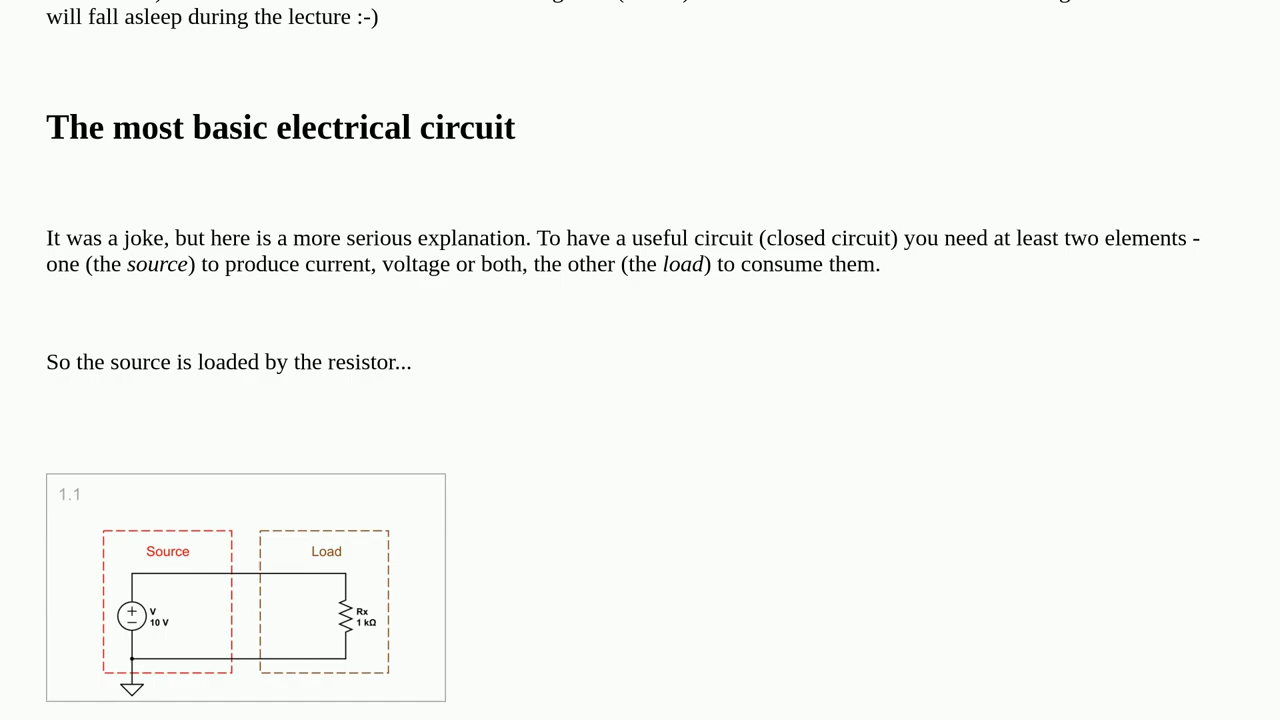 will fall asleep during the lecture :-)
The most basic electrical circuit
It was a joke, but here is a more serious explanation. To have a useful circuit (closed circuit) you need at least two elements -
one (the source) to produce current, voltage or both, the other (the load) to consume them.
So the source is loaded by the resistor...
1.1
Source
Load
V
10 V
Rx
1 kΩ